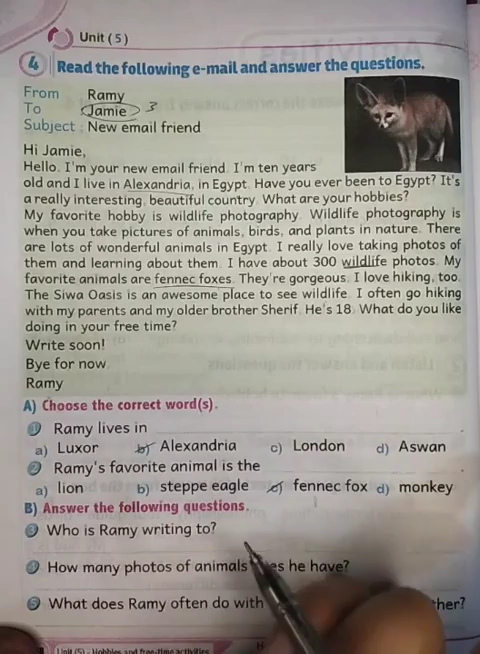 Unit (5)
4 Read the following e-mail and answer the questions.
From Ramy
To Jamie 3
Subject : New email friend
Hi Jamie,
Hello. I'm your new email friend. I'm ten years
old and I live in Alexandria, in Egypt. Have you ever been to Egypt? It's
a really interesting, beautiful country. What are your hobbies?
My favorite hobby is wildlife photography. Wildlife photography is
when you take pictures of animals, birds, and plants in nature. There
are lots of wonderful animals in Egypt. I really love taking photos of
them and learning about them. I have about 300 wildlife photos. My
favorite animals are fennec foxes. They're gorgeous. I love hiking, too.
The Siwa Oasis is an awesome place to see wildlife. I often go hiking
with my parents and my older brother Sherif. He's 18. What do you like
doing in your free time?
Write soon!
Bye for now
Ramy
A) Choose the correct word(s).
1 Ramy lives in
a) Luxor b) Alexandria c) London d) Aswan
2 Ramy's favorite animal is the
a) lion b) steppe eagle c) fennec fox d) monkey
B) Answer the following questions.
3 Who is Ramy writing to?
4 How many photos of animals he have?
5 What does Ramy often do with
Unit (5) - Hobbies and free-time activities